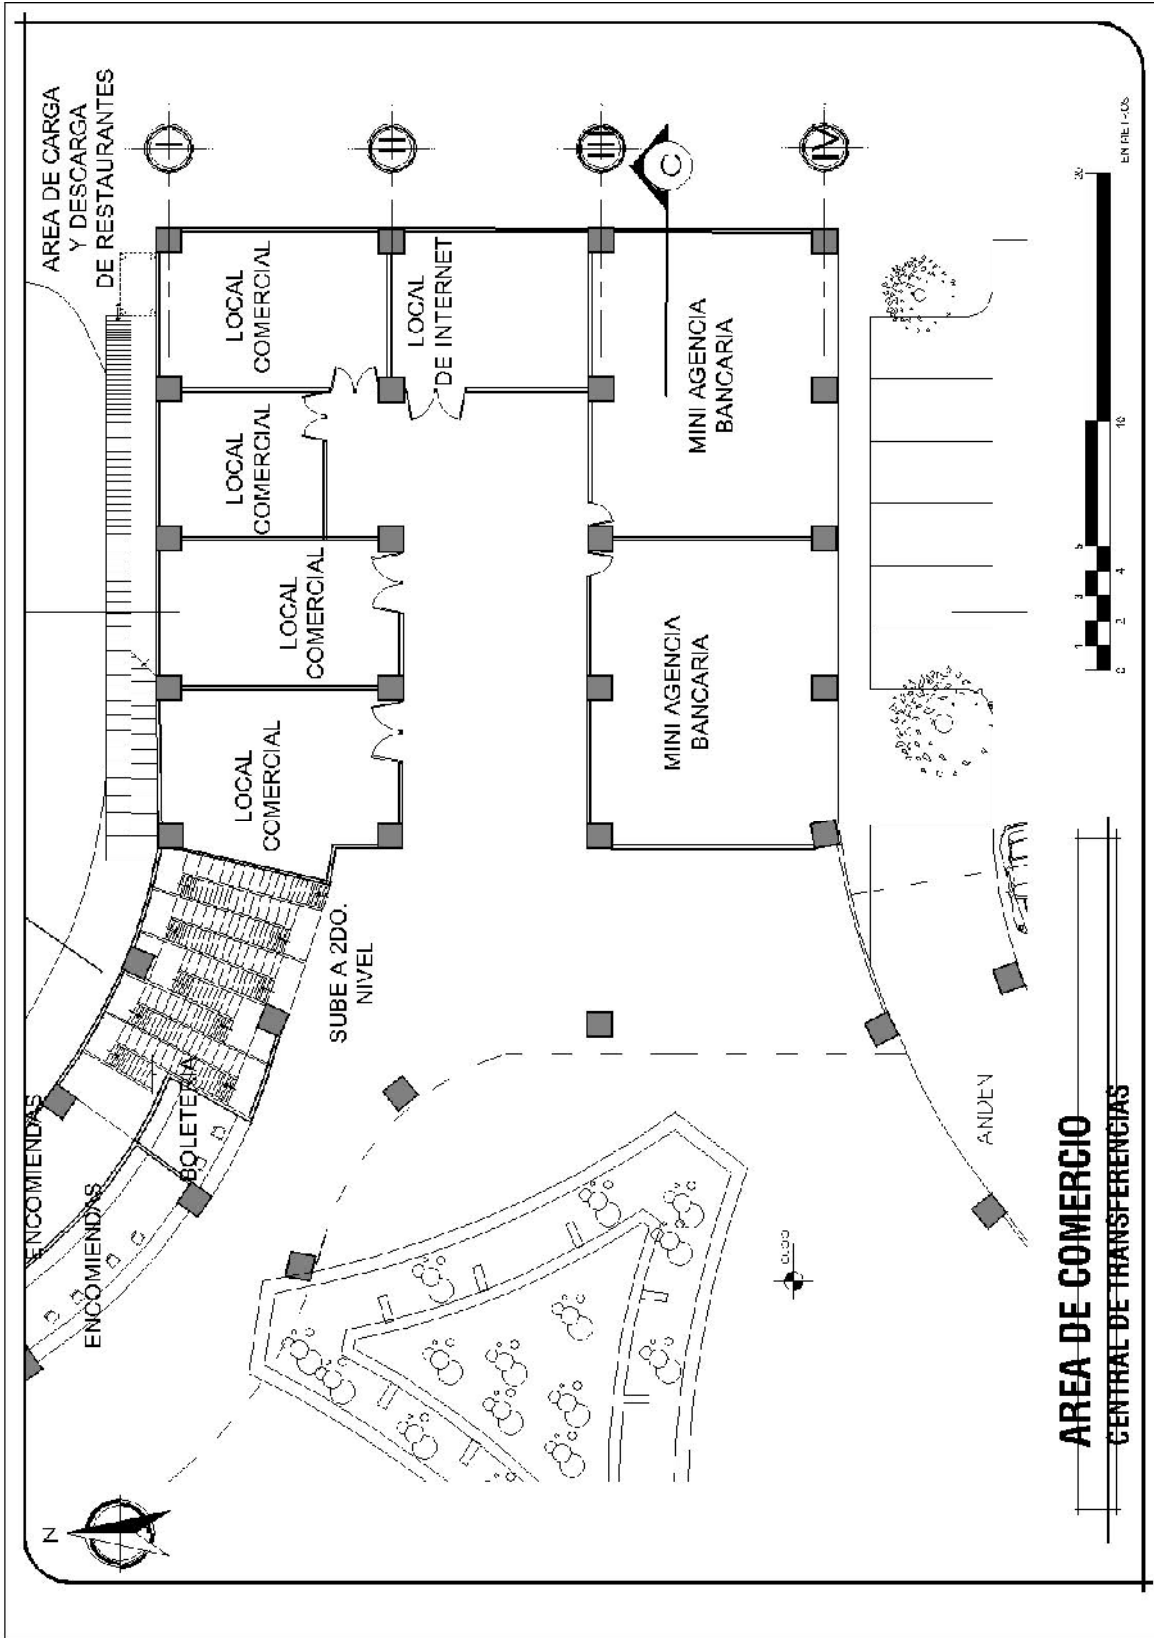 AREA DE CARGA
Y DESCARGA
DE RESTAURANTES
I
II
III
IV
C
LOCAL
COMERCIAL
LOCAL
DE INTERNET
LOCAL
COMERCIAL
LOCAL
COMERCIAL
LOCAL
COMERCIAL
MINI AGENCIA
BANCARIA
MINI AGENCIA
BANCARIA
SUBE A 2DO.
NIVEL
BOLETERIA
ENCOMIENDAS
ENCOMIENDAS
ANDEN
0.00
N
0
1
2
3
4
5
10
20
AREA DE COMERCIO
CENTRAL DE TRANSFERENCIAS